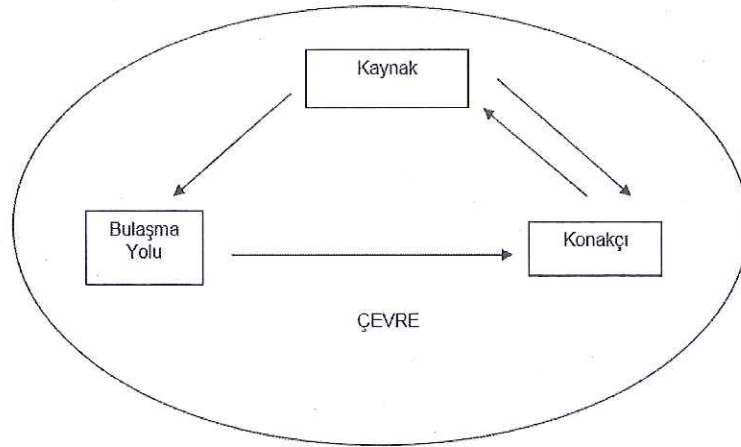 Kaynak
Bulaşma
Yolu
Konakçı
ÇEVRE